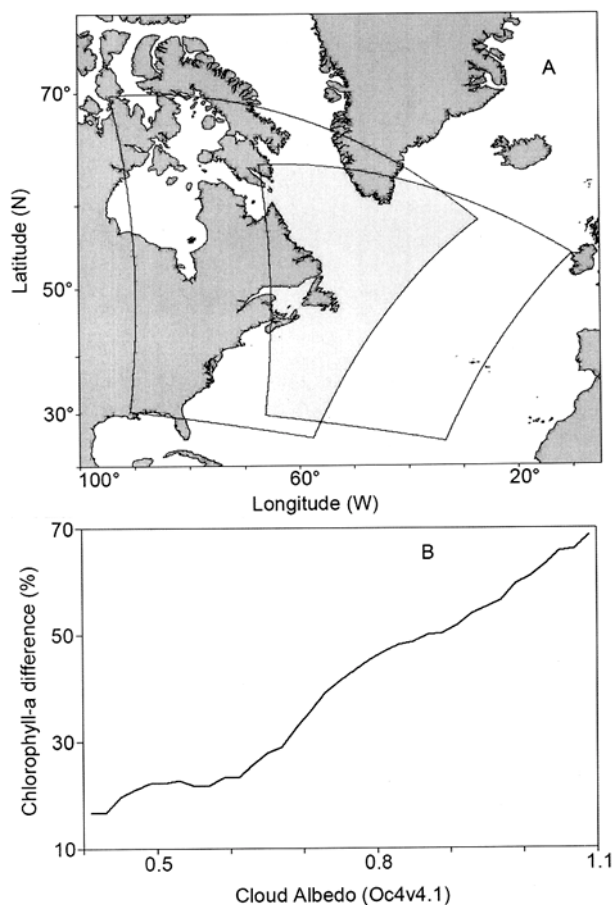 A
70°
50°
30°
Latitude (N)
100°
60°
20°
Longitude (W)
B
70
50
30
10
Chlorophyll-a difference (%)
0.5
0.8
1.1
Cloud Albedo (Oc4v4.1)